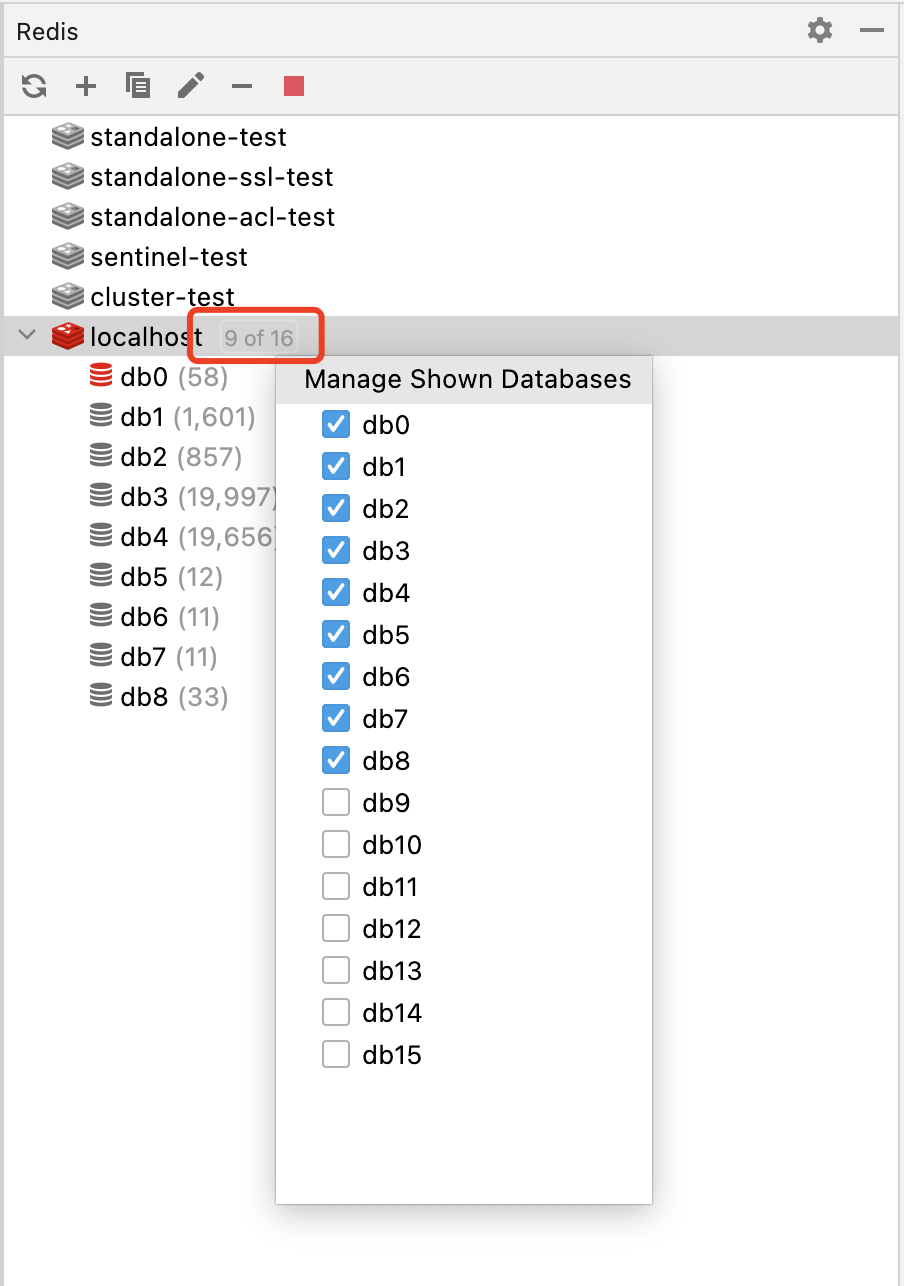 Redis
standalone-test
standalone-ssl-test
standalone-acl-test
sentinel-test
cluster-test
localhost 9 of 16
db0 (58)
db1 (1,601)
db2 (857)
db3 (19,997)
db4 (19,656)
db5 (12)
db6 (11)
db7 (11)
db8 (33)
Manage Shown Databases
db0
db1
db2
db3
db4
db5
db6
db7
db8
db9
db10
db11
db12
db13
db14
db15